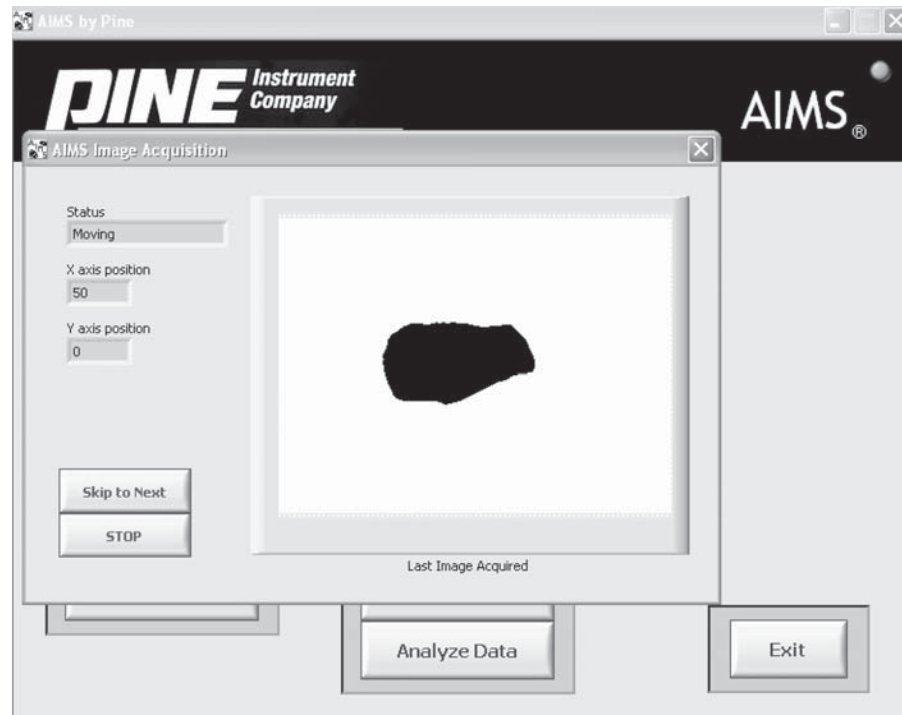 AIMS by Pine
PINE Instrument Company
AIMS®
AIMS Image Acquisition
Status
Moving
X axis position
50
Y axis position
0
Skip to Next
STOP
Last Image Acquired
Analyze Data
Exit